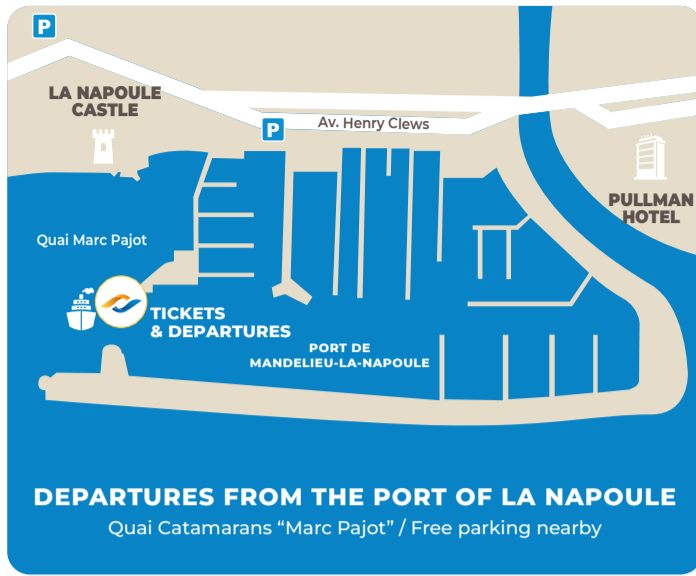 P
LA NAPOULE
CASTLE
P
Av. Henry Clews
PULLMAN
HOTEL
Quai Marc Pajot
TICKETS
& DEPARTURES
PORT DE
MANDELIEU-LA-NAPOULE
DEPARTURES FROM THE PORT OF LA NAPOULE
Quai Catamarans “Marc Pajot” / Free parking nearby